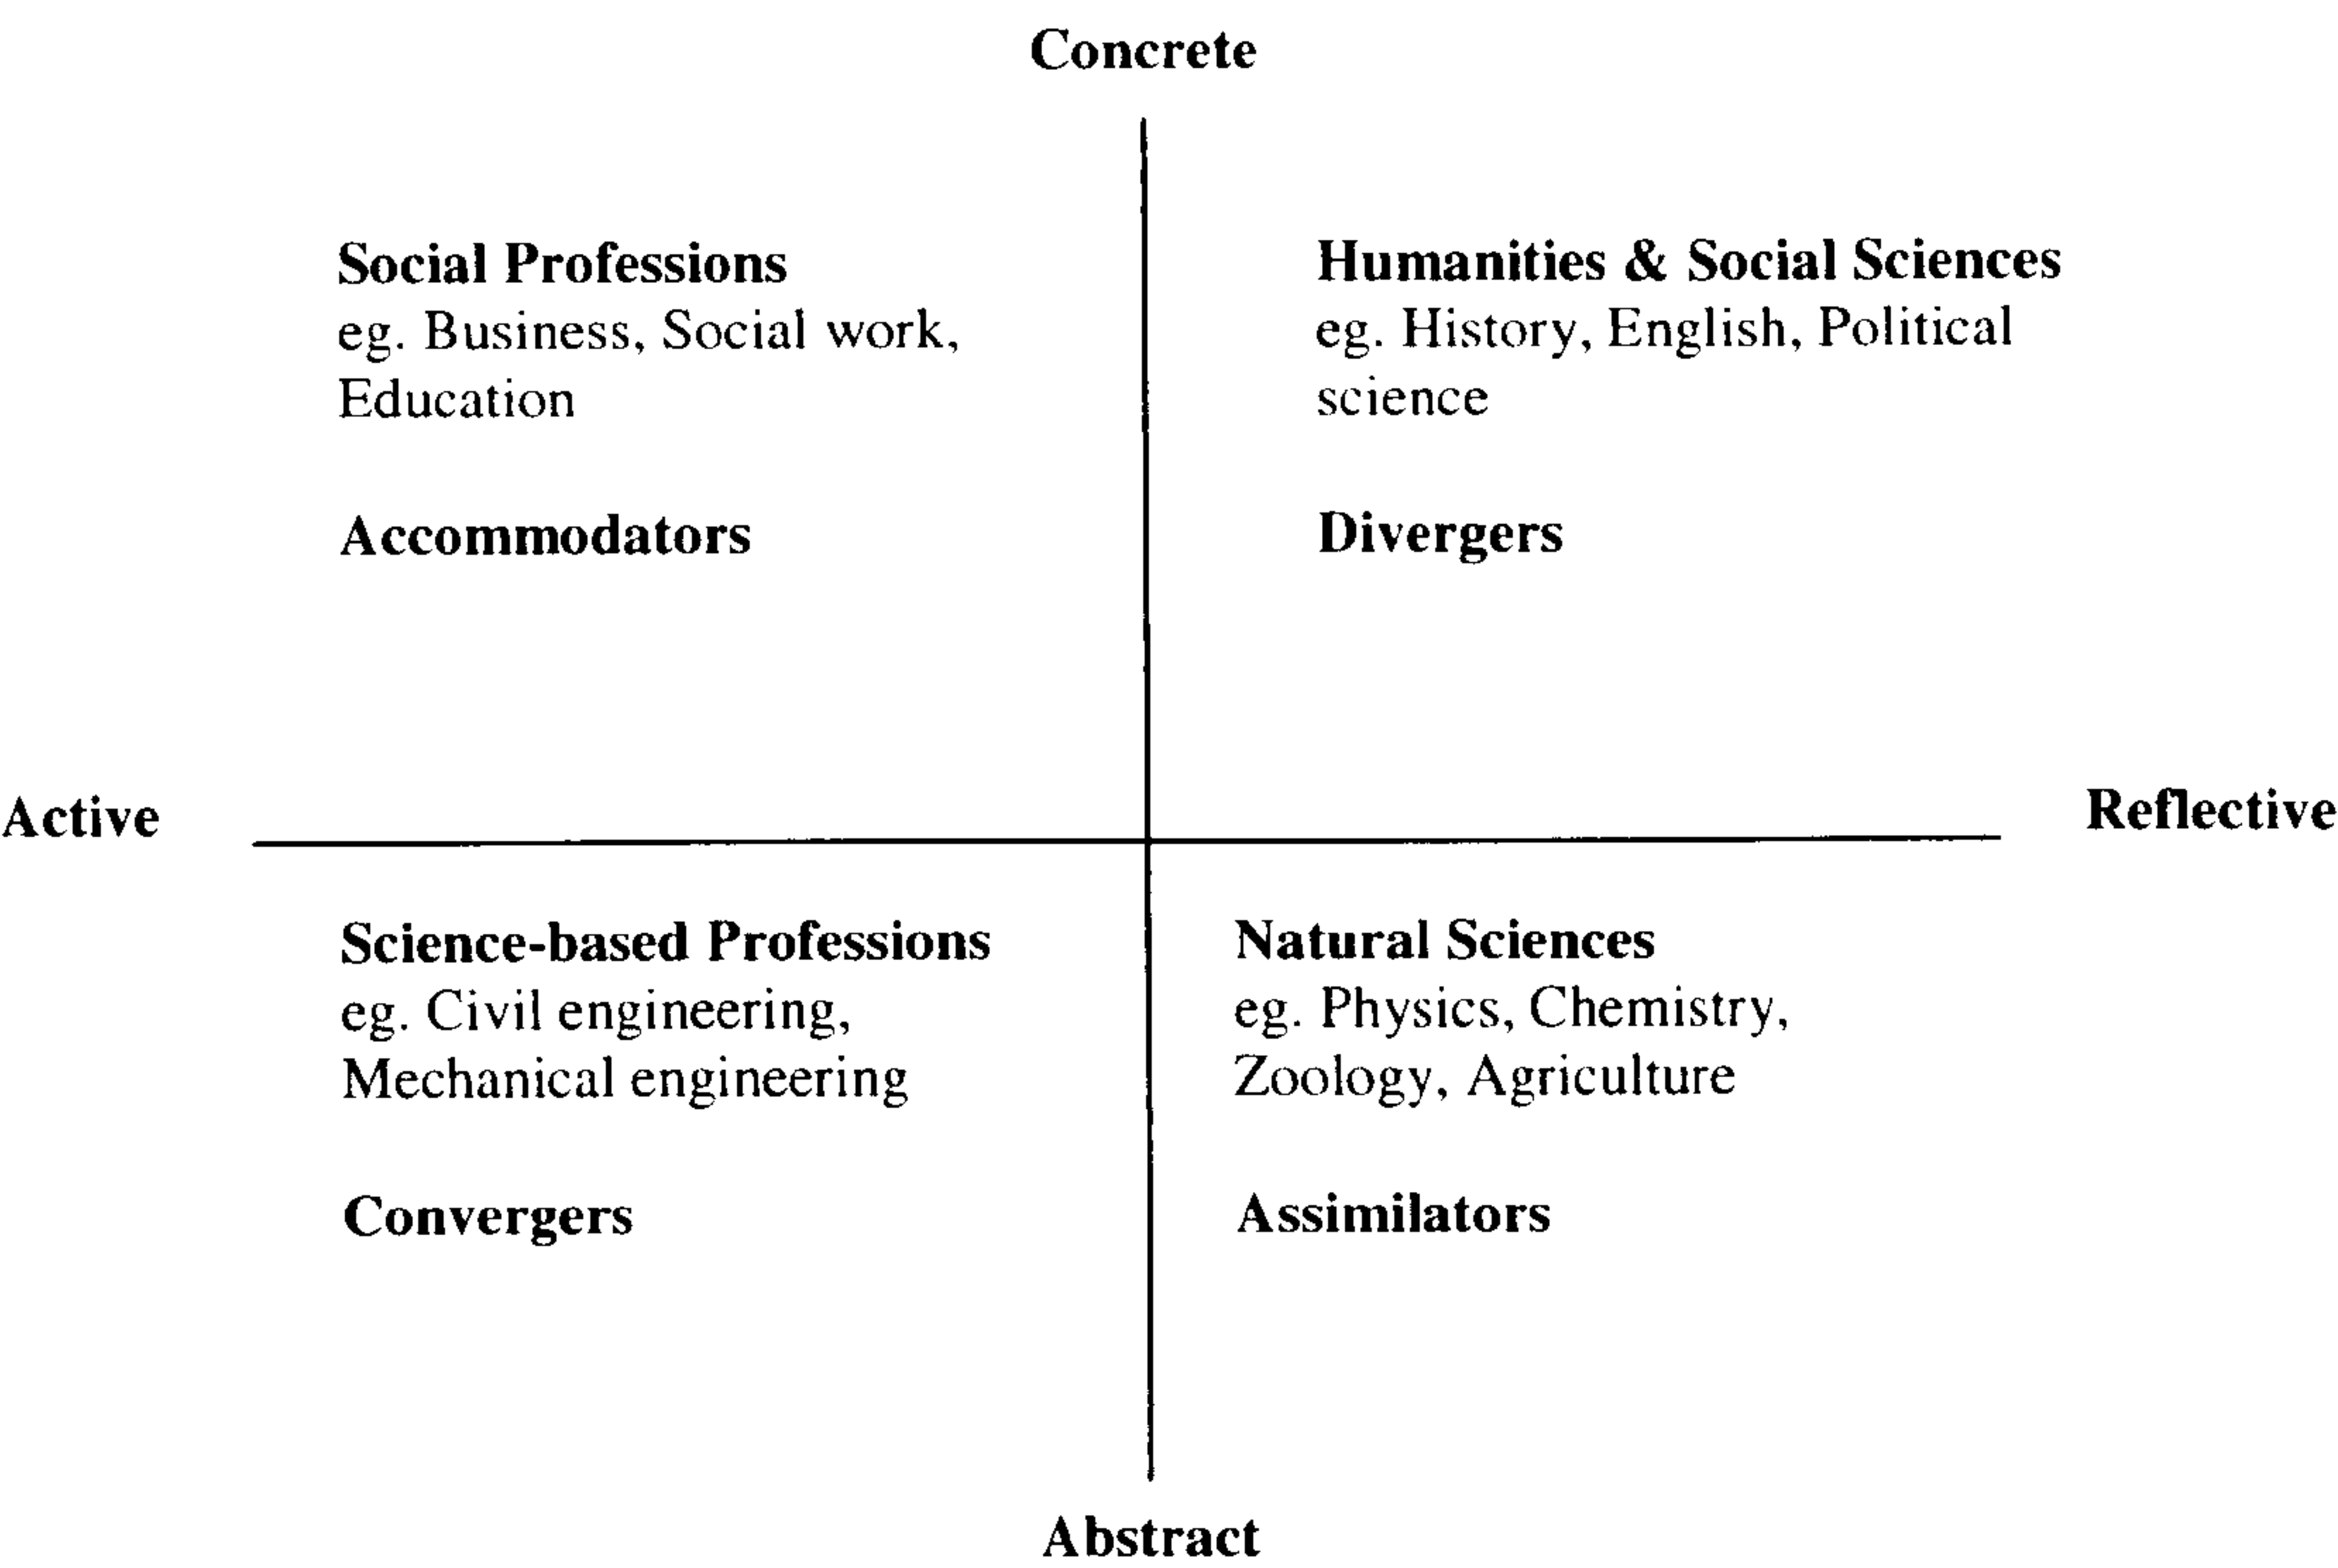 Concrete
Social Professions
eg. Business, Social work,
Education
Accommodators
Humanities & Social Sciences
eg. History, English, Political
science
Divergers
Active
Reflective
Science-based Professions
eg. Civil engineering,
Mechanical engineering
Convergers
Natural Sciences
eg. Physics, Chemistry,
Zoology, Agriculture
Assimilators
Abstract